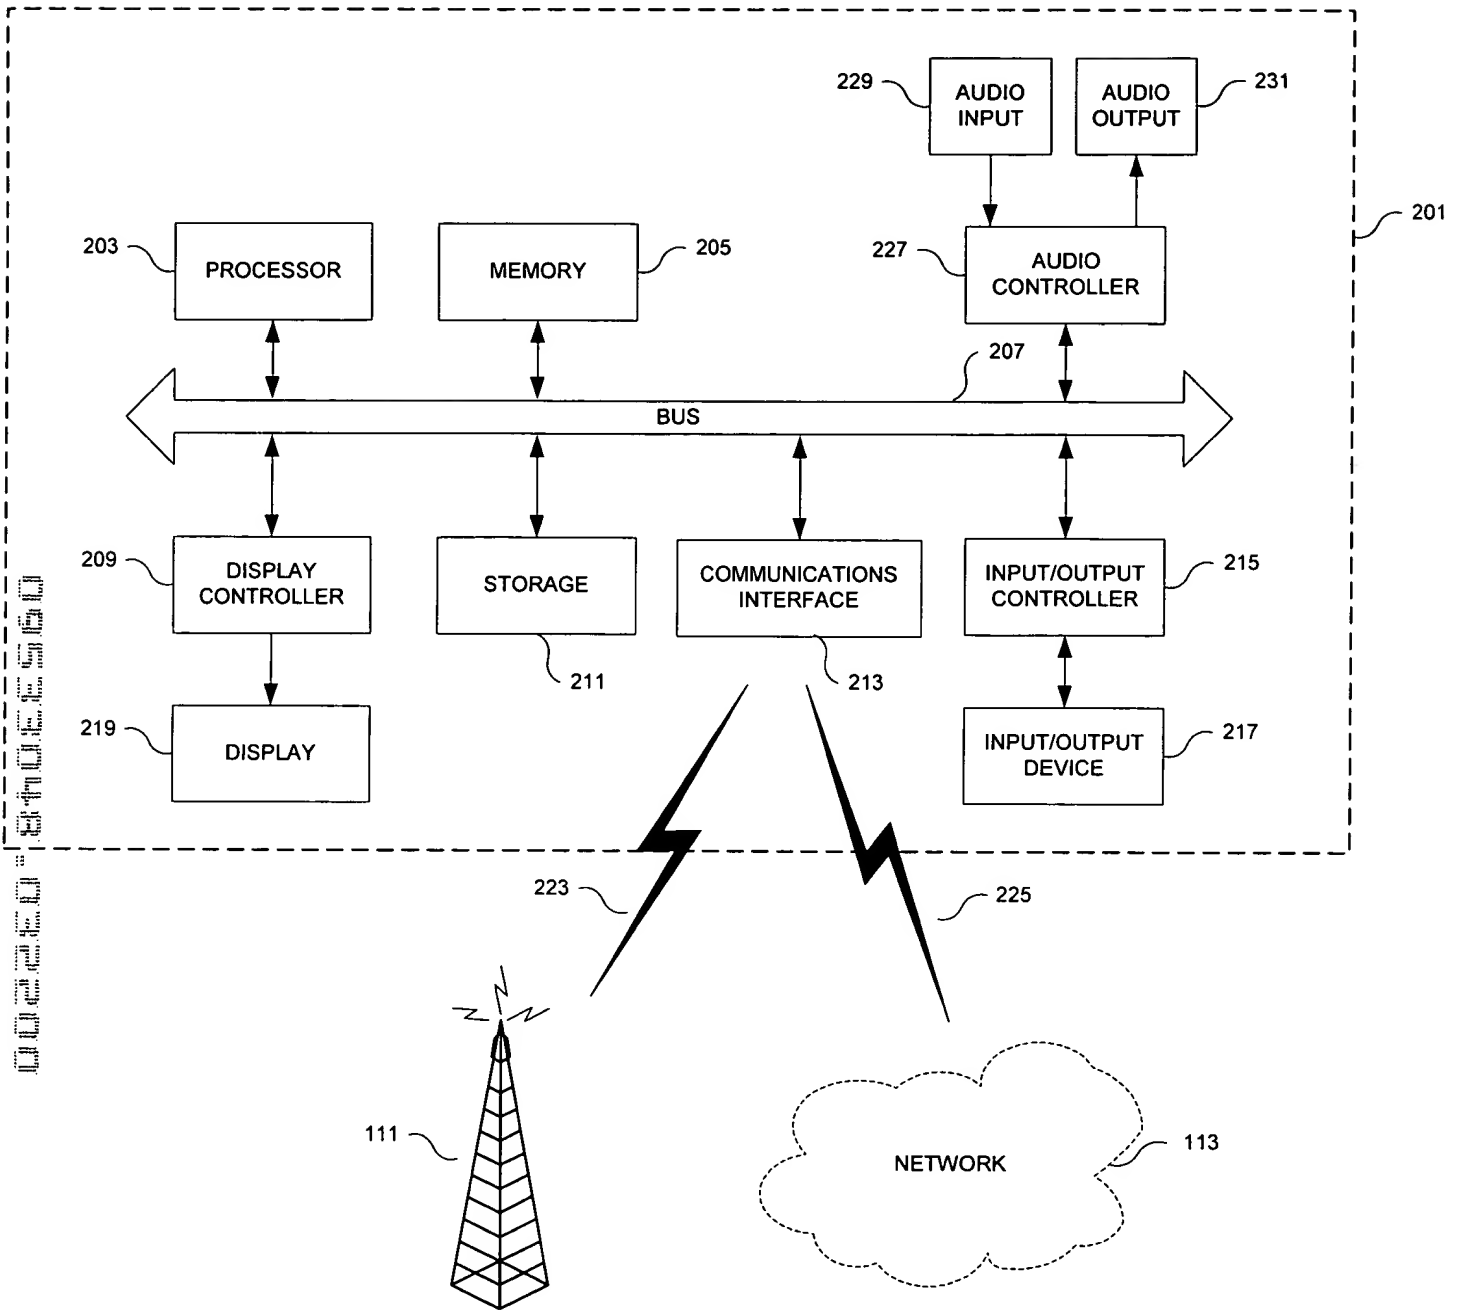 229
AUDIO
INPUT
AUDIO
OUTPUT
231
201
203
PROCESSOR
MEMORY
205
227
AUDIO
CONTROLLER
207
BUS
209
DISPLAY
CONTROLLER
STORAGE
211
COMMUNICATIONS
INTERFACE
213
INPUT/OUTPUT
CONTROLLER
215
219
DISPLAY
INPUT/OUTPUT
DEVICE
217
223
225
111
NETWORK
113
09533048.032200